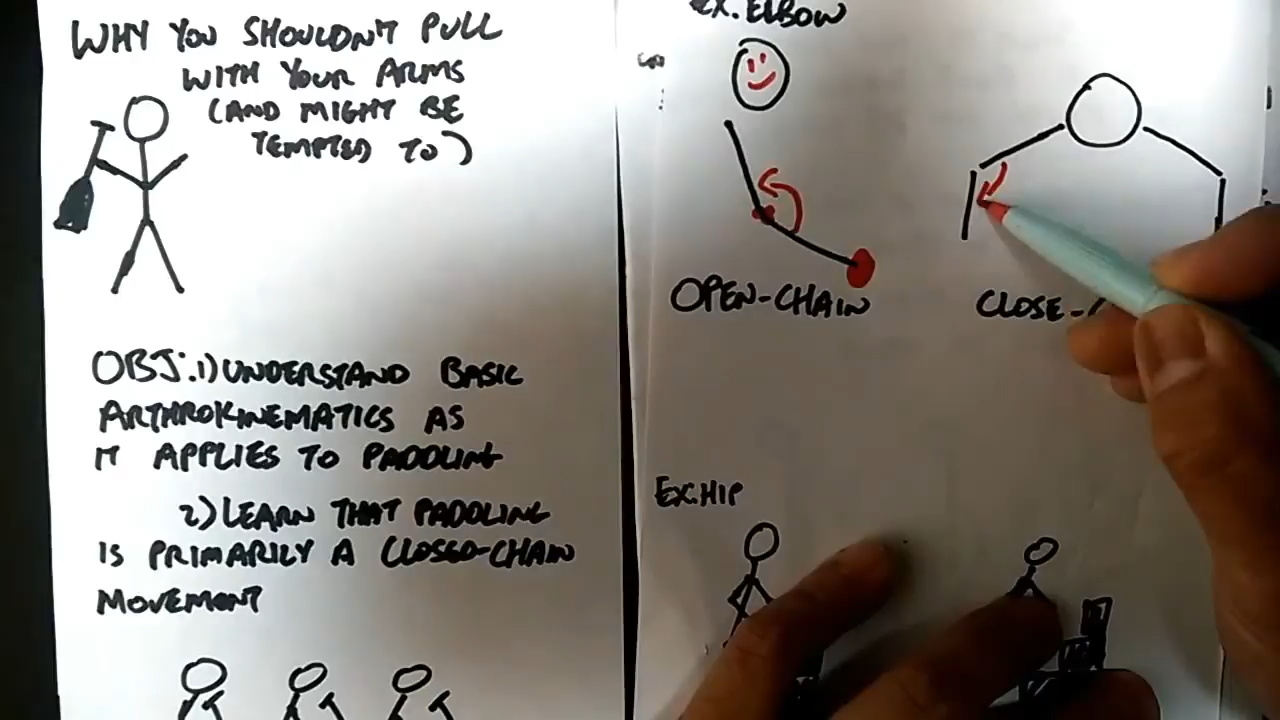 WHY YOU SHOULDN'T PULL
WITH YOUR ARMS
(AND MIGHT BE
TEMPTED TO)
OBJ: 1) UNDERSTAND BASIC
ARTHROKINEMATICS AS
IT APPLIES TO PADDLING
2) LEARN THAT PADDLING
IS PRIMARILY A CLOSED-CHAIN
MOVEMENT
EX. ELBOW
OPEN-CHAIN
CLOSE-
EX: HIP